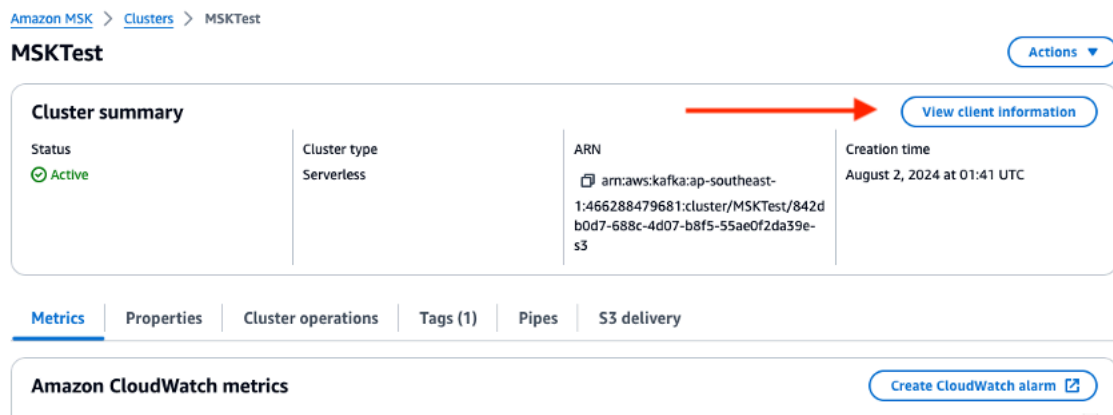 Amazon MSK > Clusters > MSKTest
MSKTest
Actions
Cluster summary
View client information
Status
Active
Cluster type
Serverless
ARN
arn:aws:kafka:ap-southeast-
1:466288479681:cluster/MSKTest/842d
b0d7-688c-4d07-b8f5-55ae0f2da39e-
s3
Creation time
August 2, 2024 at 01:41 UTC
Metrics Properties Cluster operations Tags (1) Pipes S3 delivery
Amazon CloudWatch metrics
Create CloudWatch alarm